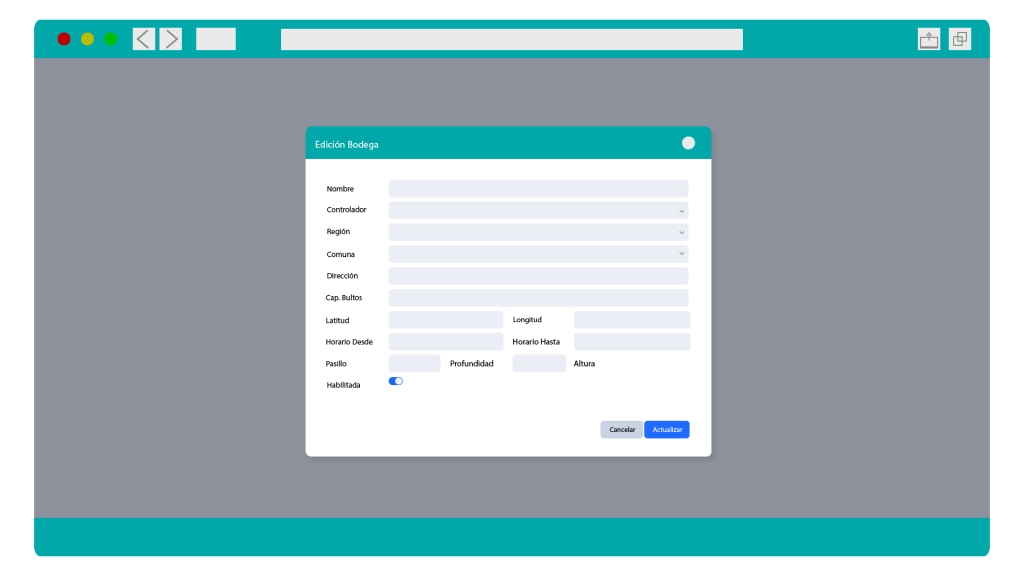 Edición Bodega
Nombre
Controlador
Región
Comuna
Dirección
Cap. Bultos
Latitud Longitud
Horario Desde Horario Hasta
Pasillo Profundidad Altura
Habilitada
Cancelar Actualizar